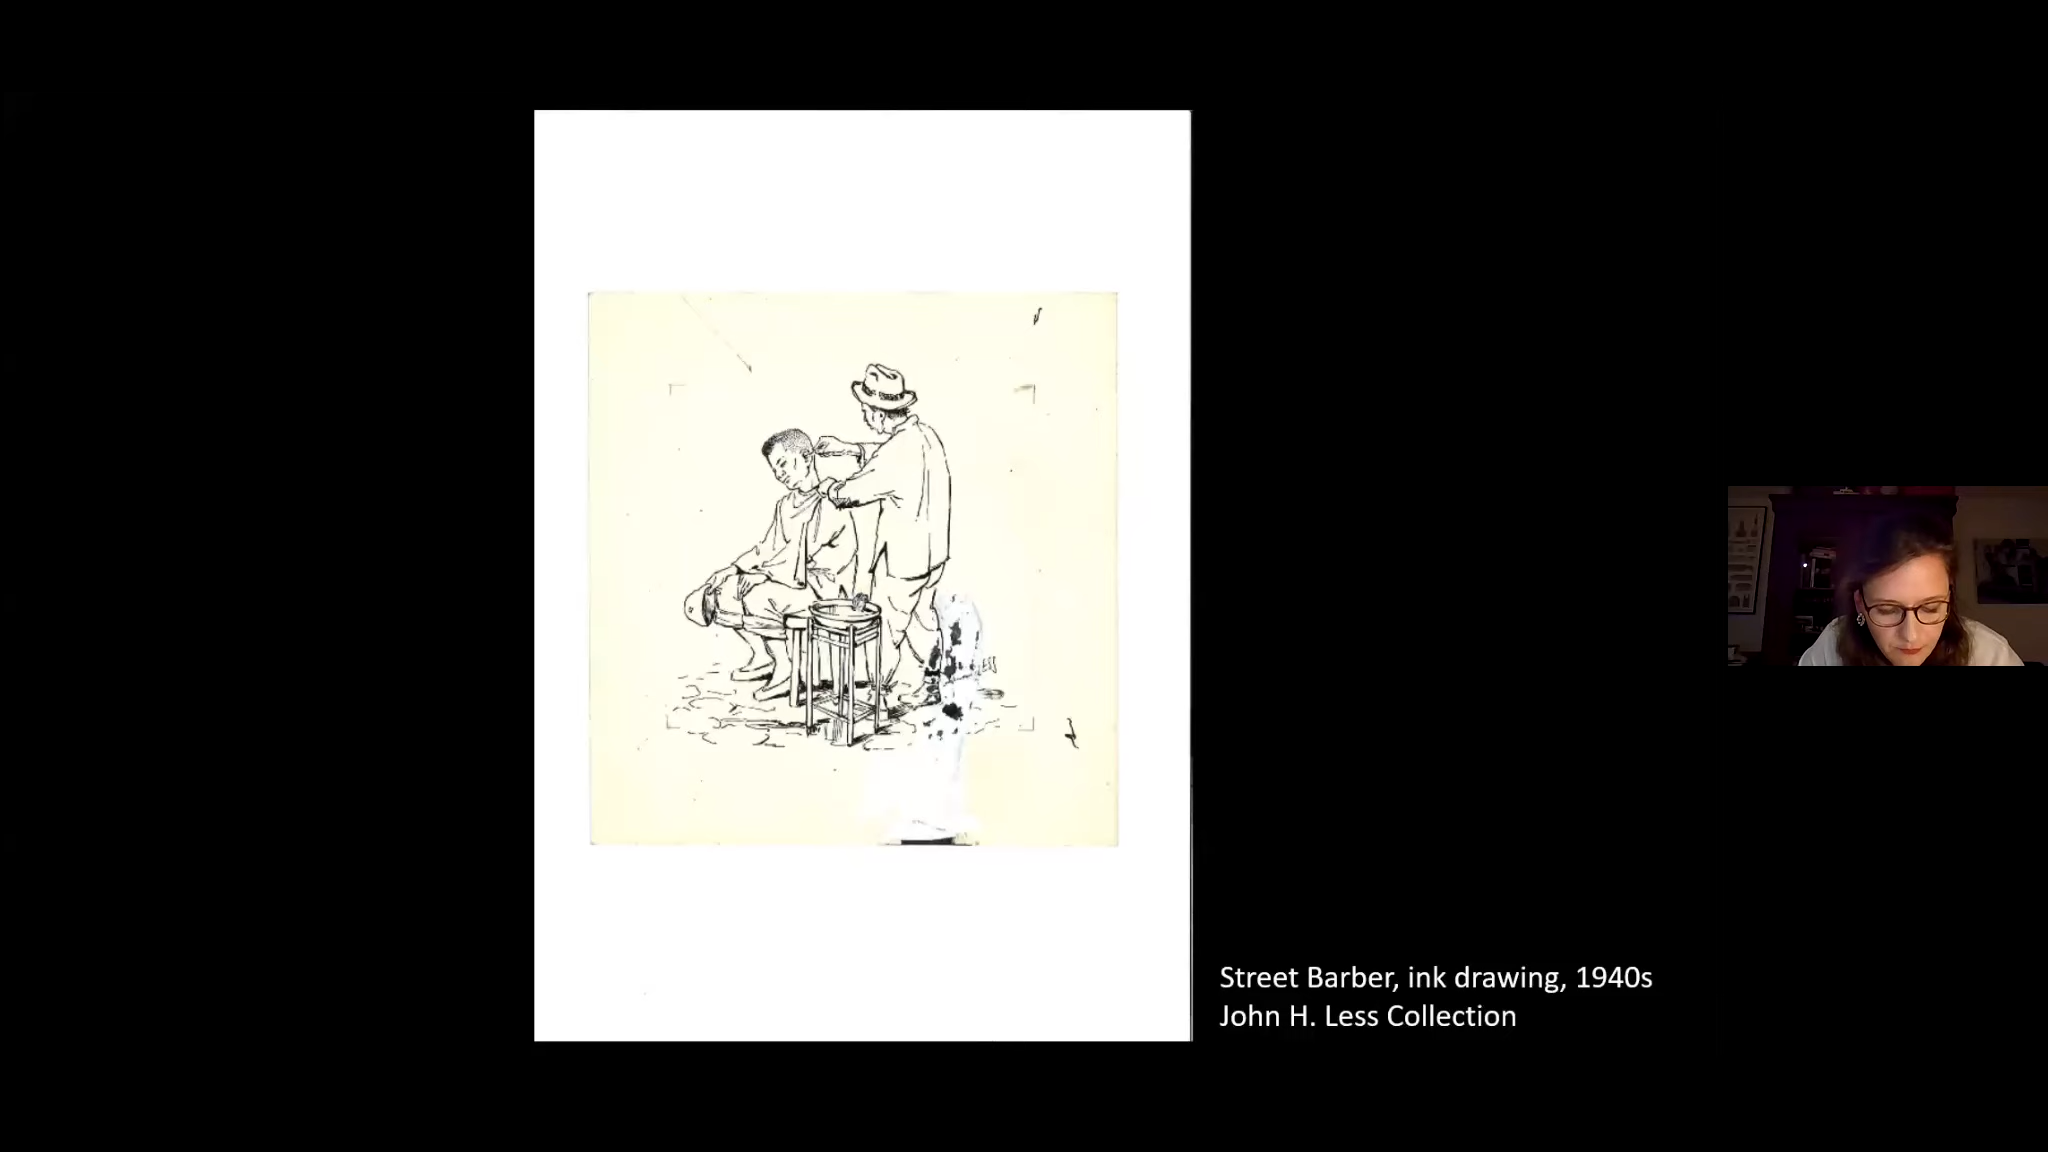 Street Barber, ink drawing, 1940s
John H. Less Collection